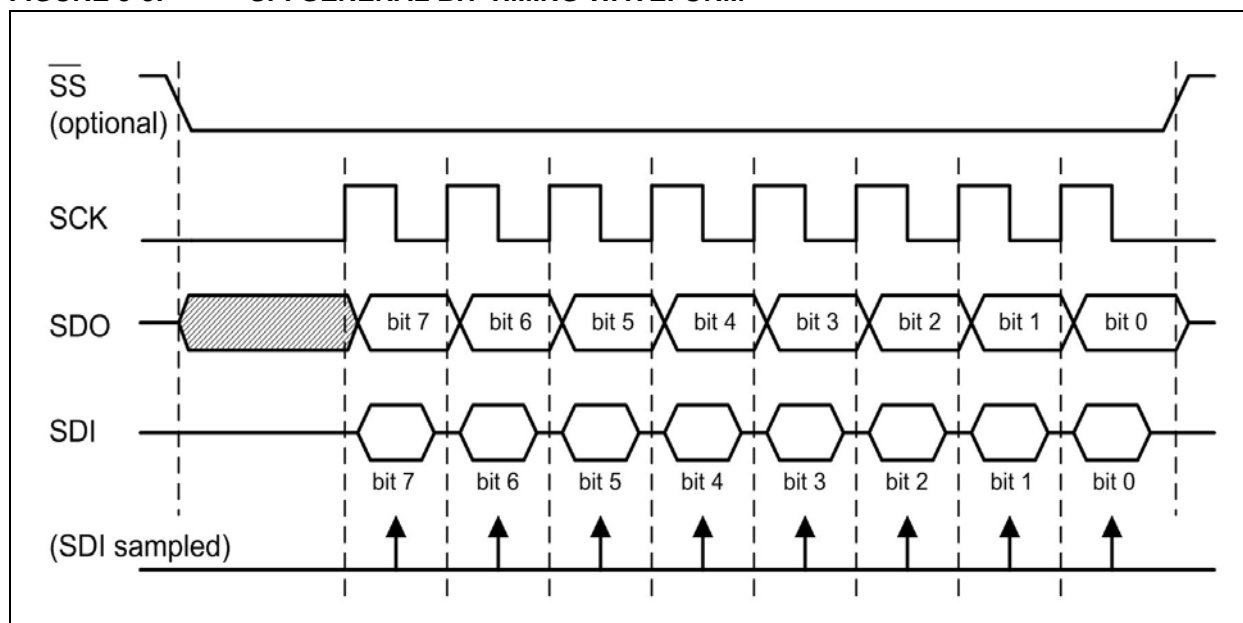 SS
(optional)
SCK
SDO
bit 7 bit 6 bit 5 bit 4 bit 3 bit 2 bit 1 bit 0
SDI
bit 7 bit 6 bit 5 bit 4 bit 3 bit 2 bit 1 bit 0
(SDI sampled)